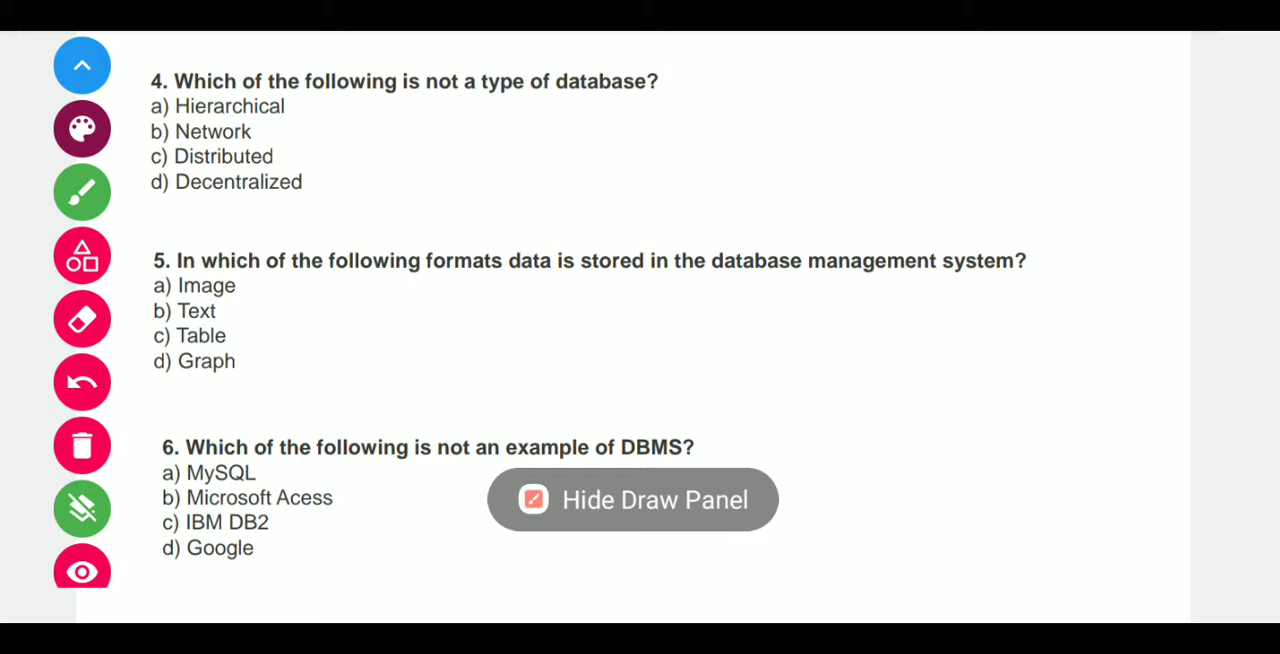 4. Which of the following is not a type of database?
a) Hierarchical
b) Network
c) Distributed
d) Decentralized
5. In which of the following formats data is stored in the database management system?
a) Image
b) Text
c) Table
d) Graph
6. Which of the following is not an example of DBMS?
a) MySQL
b) Microsoft Acess
c) IBM DB2
d) Google
Hide Draw Panel